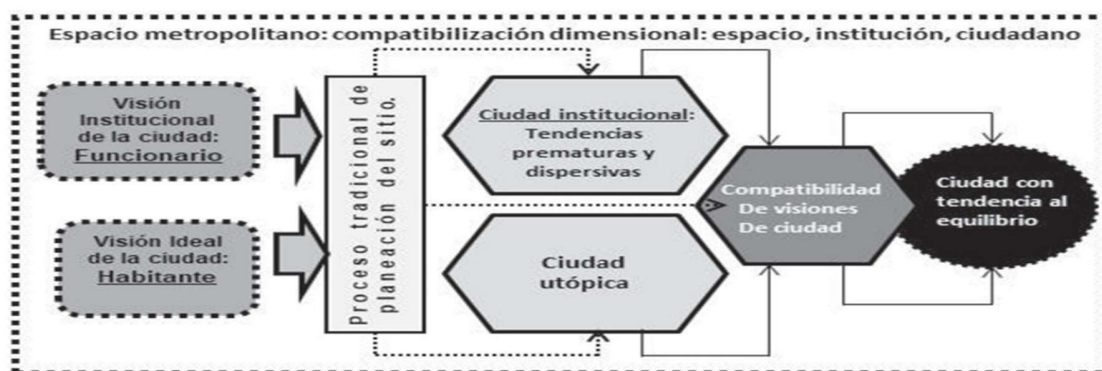 Espacio metropolitano: compatibilización dimensional: espacio, institución, ciudadano
Visión
Institucional
de la ciudad:
Funcionario
Visión Ideal
de la ciudad:
Habitante
Proceso tradicional de
planeación del sitio.
Ciudad institucional:
Tendencias
prematuras y
dispersivas
Ciudad
utópica
Compatibilidad
De visiones
De ciudad
Ciudad con
tendencia al
equilibrio